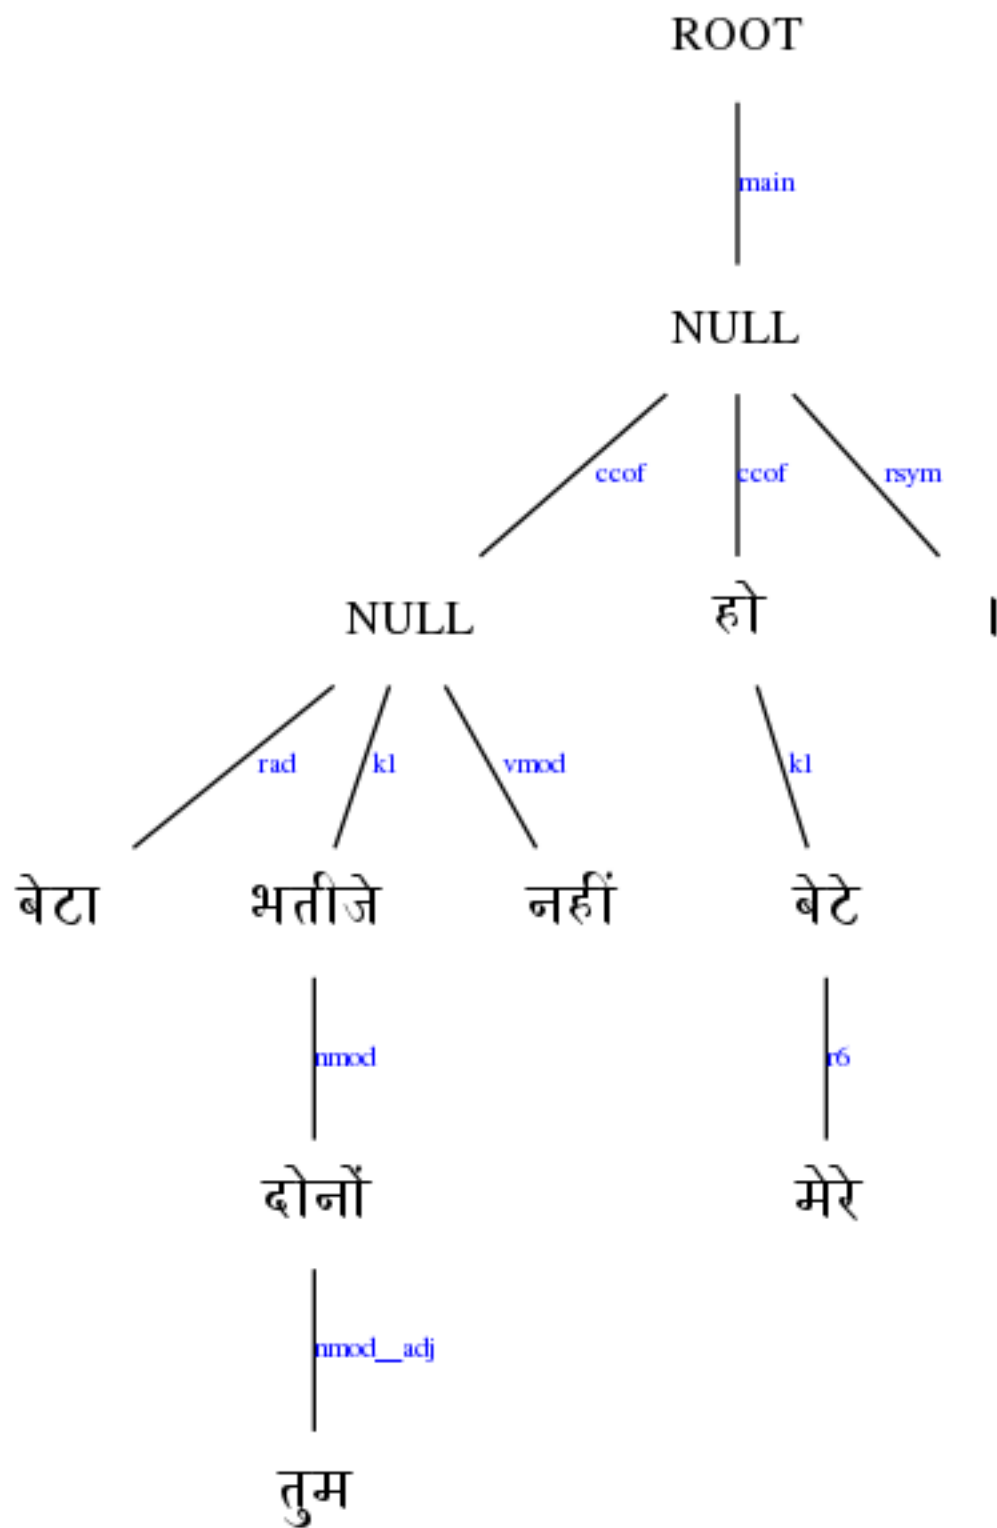 ROOT
main
NULL
ccof ccof rsym
NULL हो ।
rad k1 vmod k1
बेटा भतीजे नहीं बेटे
nmod r6
दोनों मेरे
nmod__adj
तुम